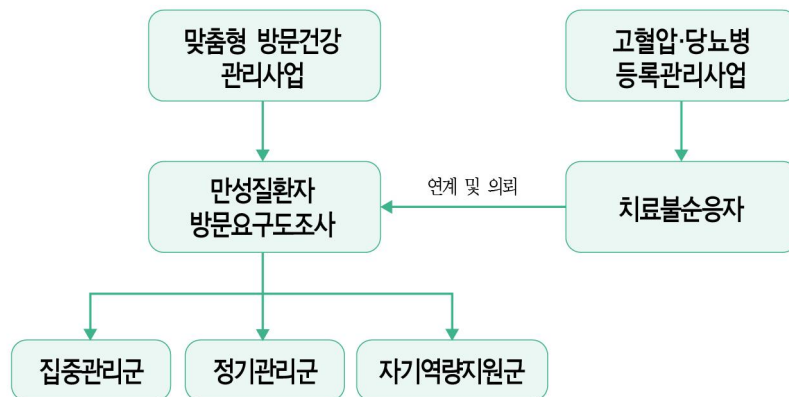 맞춤형 방문건강
관리사업
고혈압·당뇨병
등록관리사업
만성질환자
방문요구도조사
연계 및 의뢰
치료불순응자
집중관리군
정기관리군
자기역량지원군